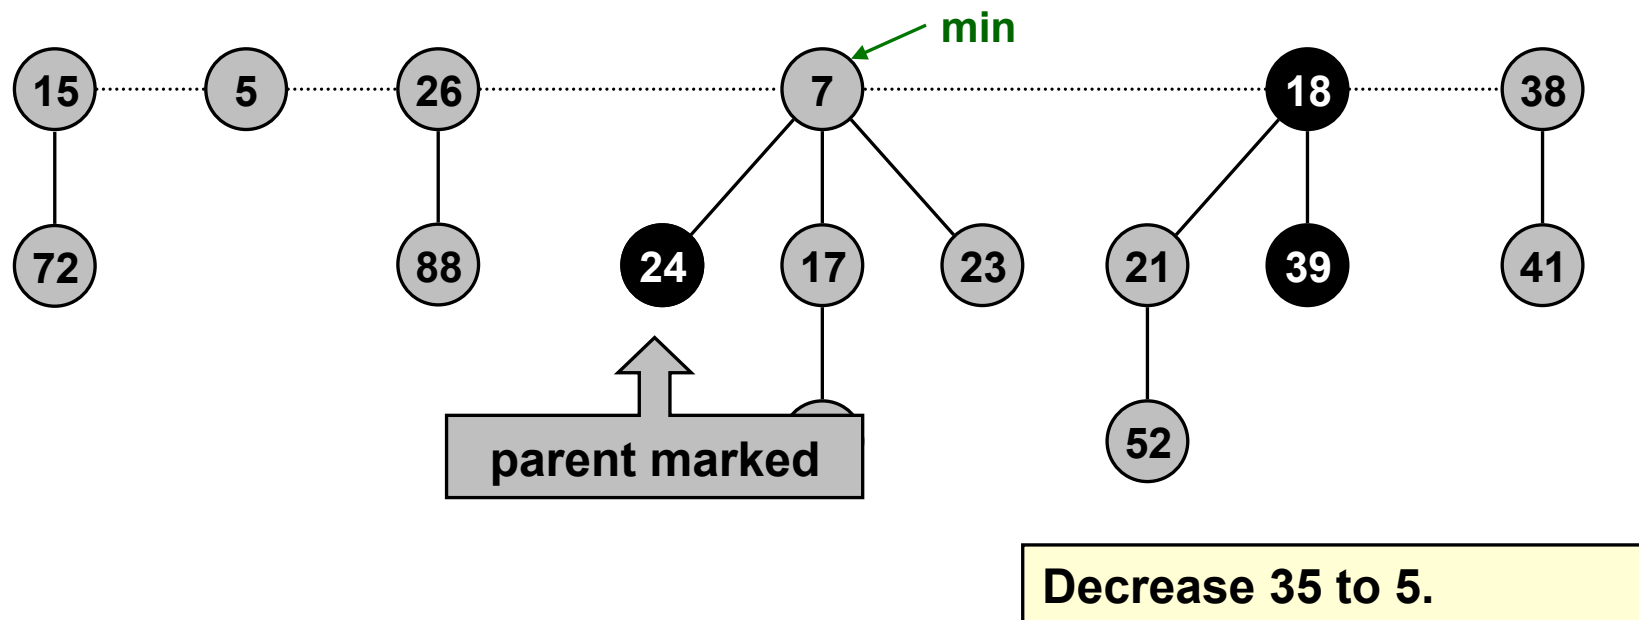 min
15 5 26 7 18 38
72 88 24 17 23 21 39 41
parent marked
52
Decrease 35 to 5.